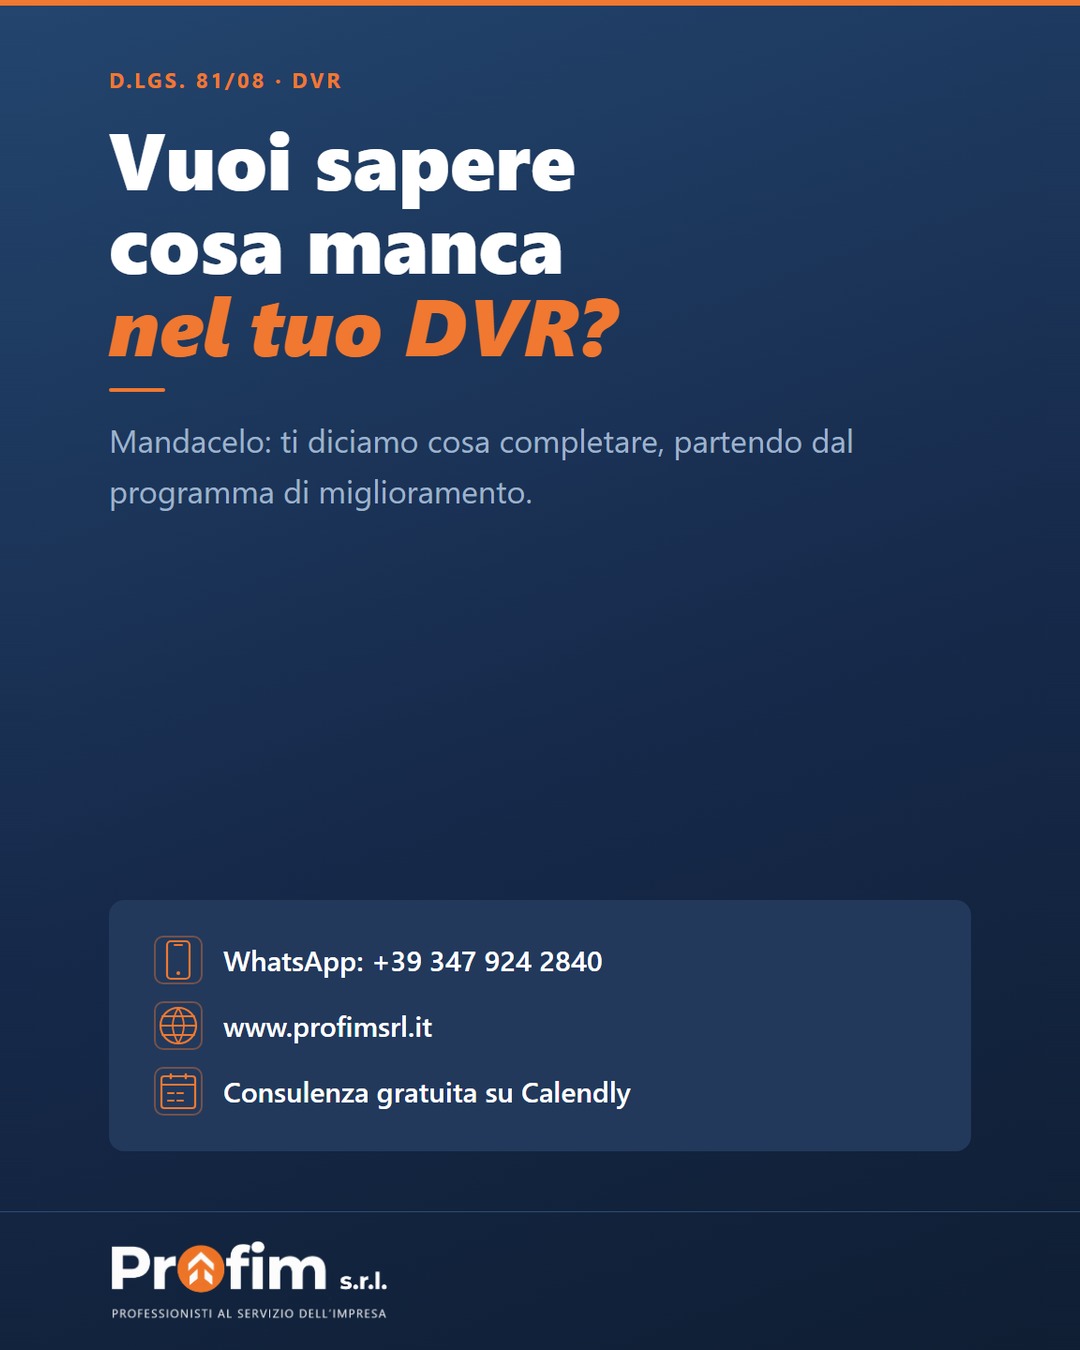 D.LGS. 81/08 · DVR
Vuoi sapere
cosa manca
nel tuo DVR?
Mandacelo: ti diciamo cosa completare, partendo dal
programma di miglioramento.
WhatsApp: +39 347 924 2840
www.profimsrl.it
Consulenza gratuita su Calendly
Profim s.r.l.
PROFESSIONISTI AL SERVIZIO DELL'IMPRESA